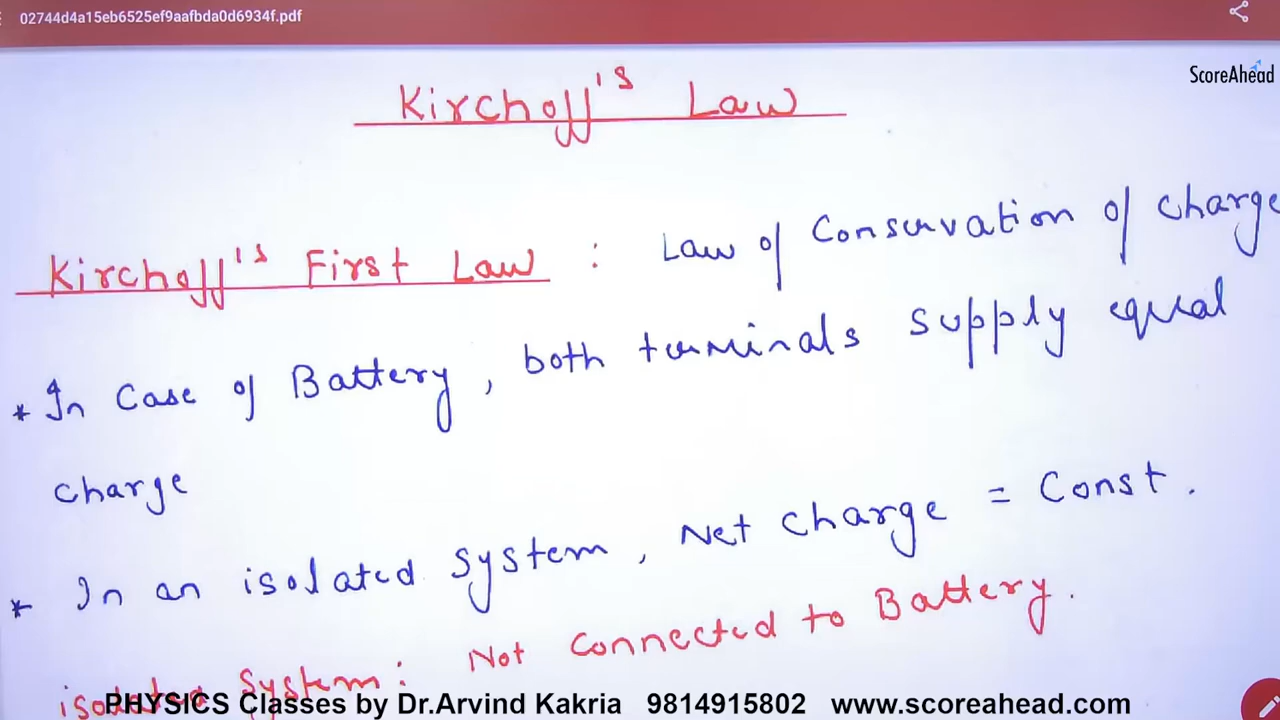 02744d4a15eb6525ef9aafbda0d6934f.pdf
ScoreAhead
Kirchoff's Law
Kirchoff's First Law : Law of Conservation of charge
* In Case of Battery, both terminals supply equal
charge
* In an isolated system, Net charge = Const.
isolated system: Not Connected to Battery.
PHYSICS Classes by Dr.Arvind Kakria 9814915802 www.scoreahead.com